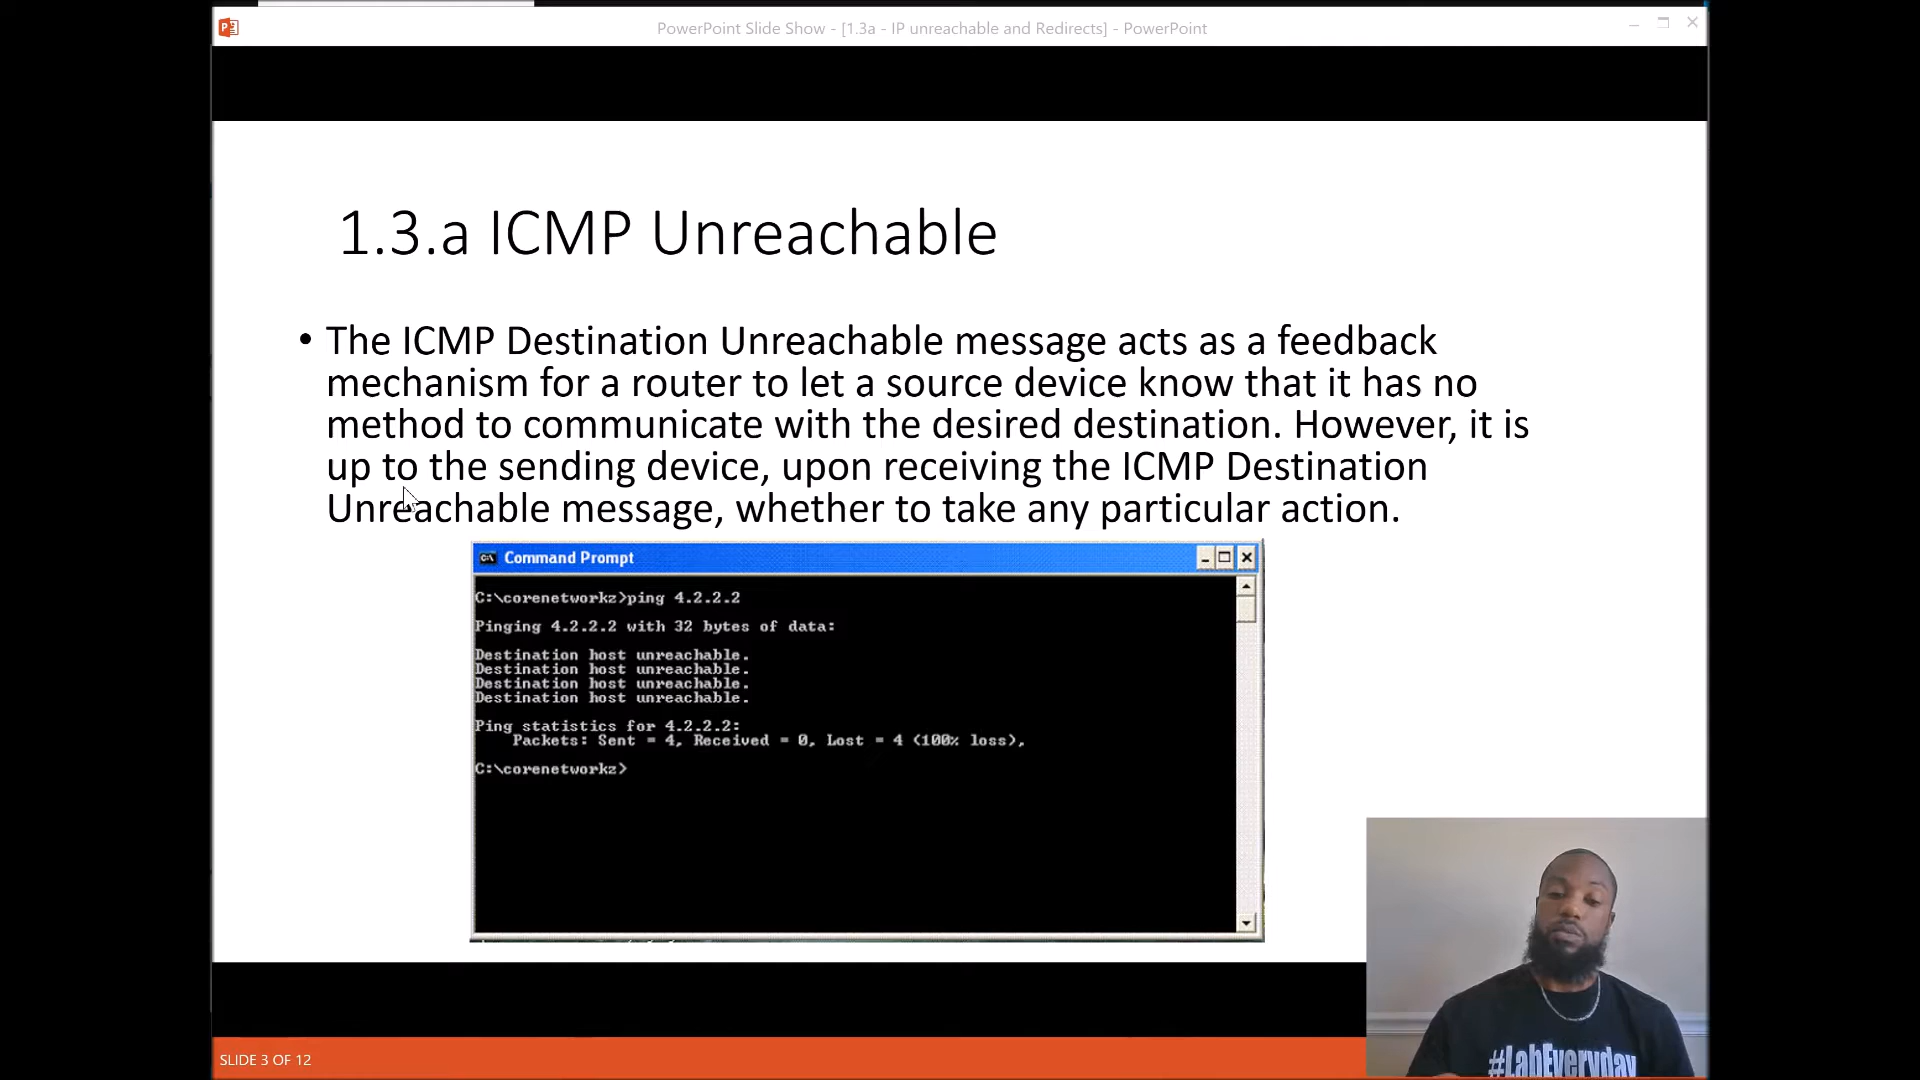 PowerPoint Slide Show - [1.3a - IP unreachable and Redirects] - PowerPoint
1.3.a ICMP Unreachable
• The ICMP Destination Unreachable message acts as a feedback
mechanism for a router to let a source device know that it has no
method to communicate with the desired destination. However, it is
up to the sending device, upon receiving the ICMP Destination
Unreachable message, whether to take any particular action.
Command Prompt
C:\corenetworkz>ping 4.2.2.2
Pinging 4.2.2.2 with 32 bytes of data:
Destination host unreachable.
Destination host unreachable.
Destination host unreachable.
Destination host unreachable.
Ping statistics for 4.2.2.2:
Packets: Sent = 4, Received = 0, Lost = 4 (100% loss),
C:\corenetworkz>
#LabEveryday
SLIDE 3 OF 12